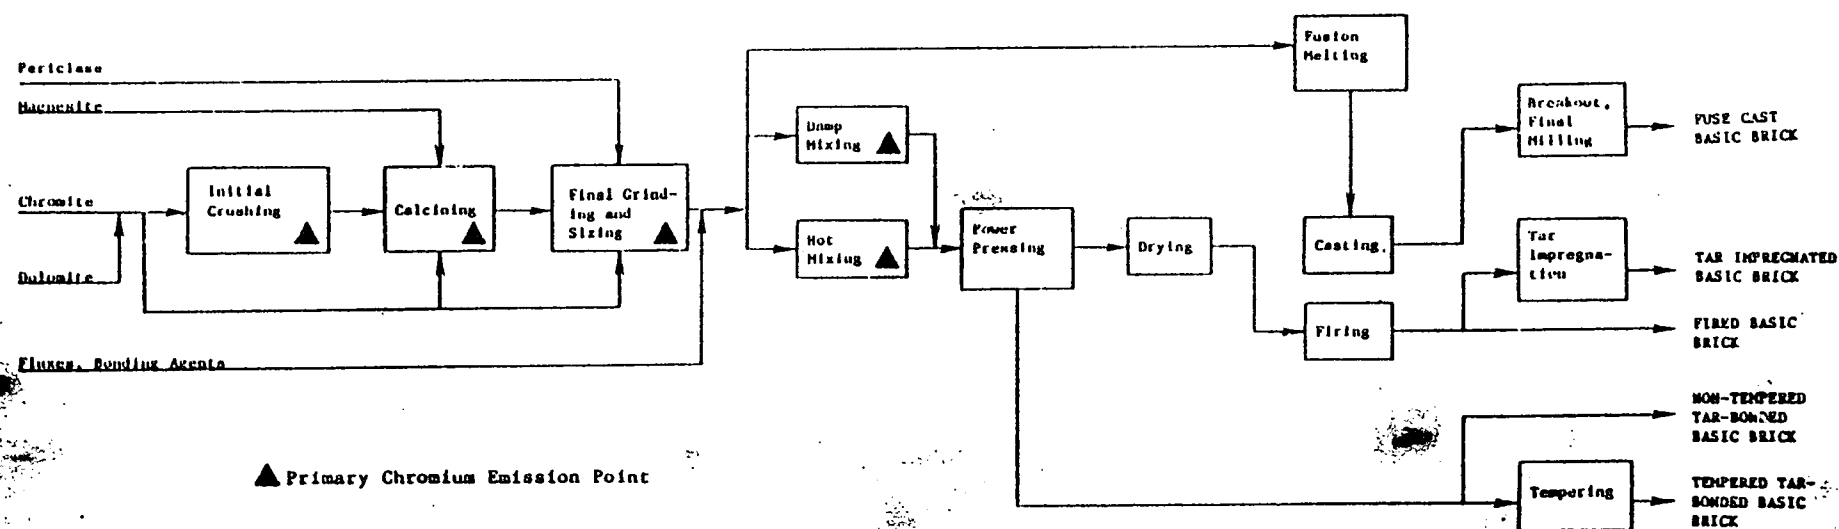 Periclase
Magnesite
Chromite
Dolomite
Fluxes, Bonding Agents
Initial
Crushing
Calcining
Final Grind-
ing and
Sizing
Damp
Mixing
Hot
Mixing
Power
Pressing
Drying
Fusion
Melting
Casting
Firing
Breakout,
Final
Milling
Tar
Impregna-
tion
Tempering
FUSE CAST
BASIC BRICK
TAR IMPREGNATED
BASIC BRICK
FIRED BASIC
BRICK
NON-TEMPERED
TAR-BONDED
BASIC BRICK
TEMPERED TAR-
BONDED BASIC
BRICK
Primary Chromium Emission Point